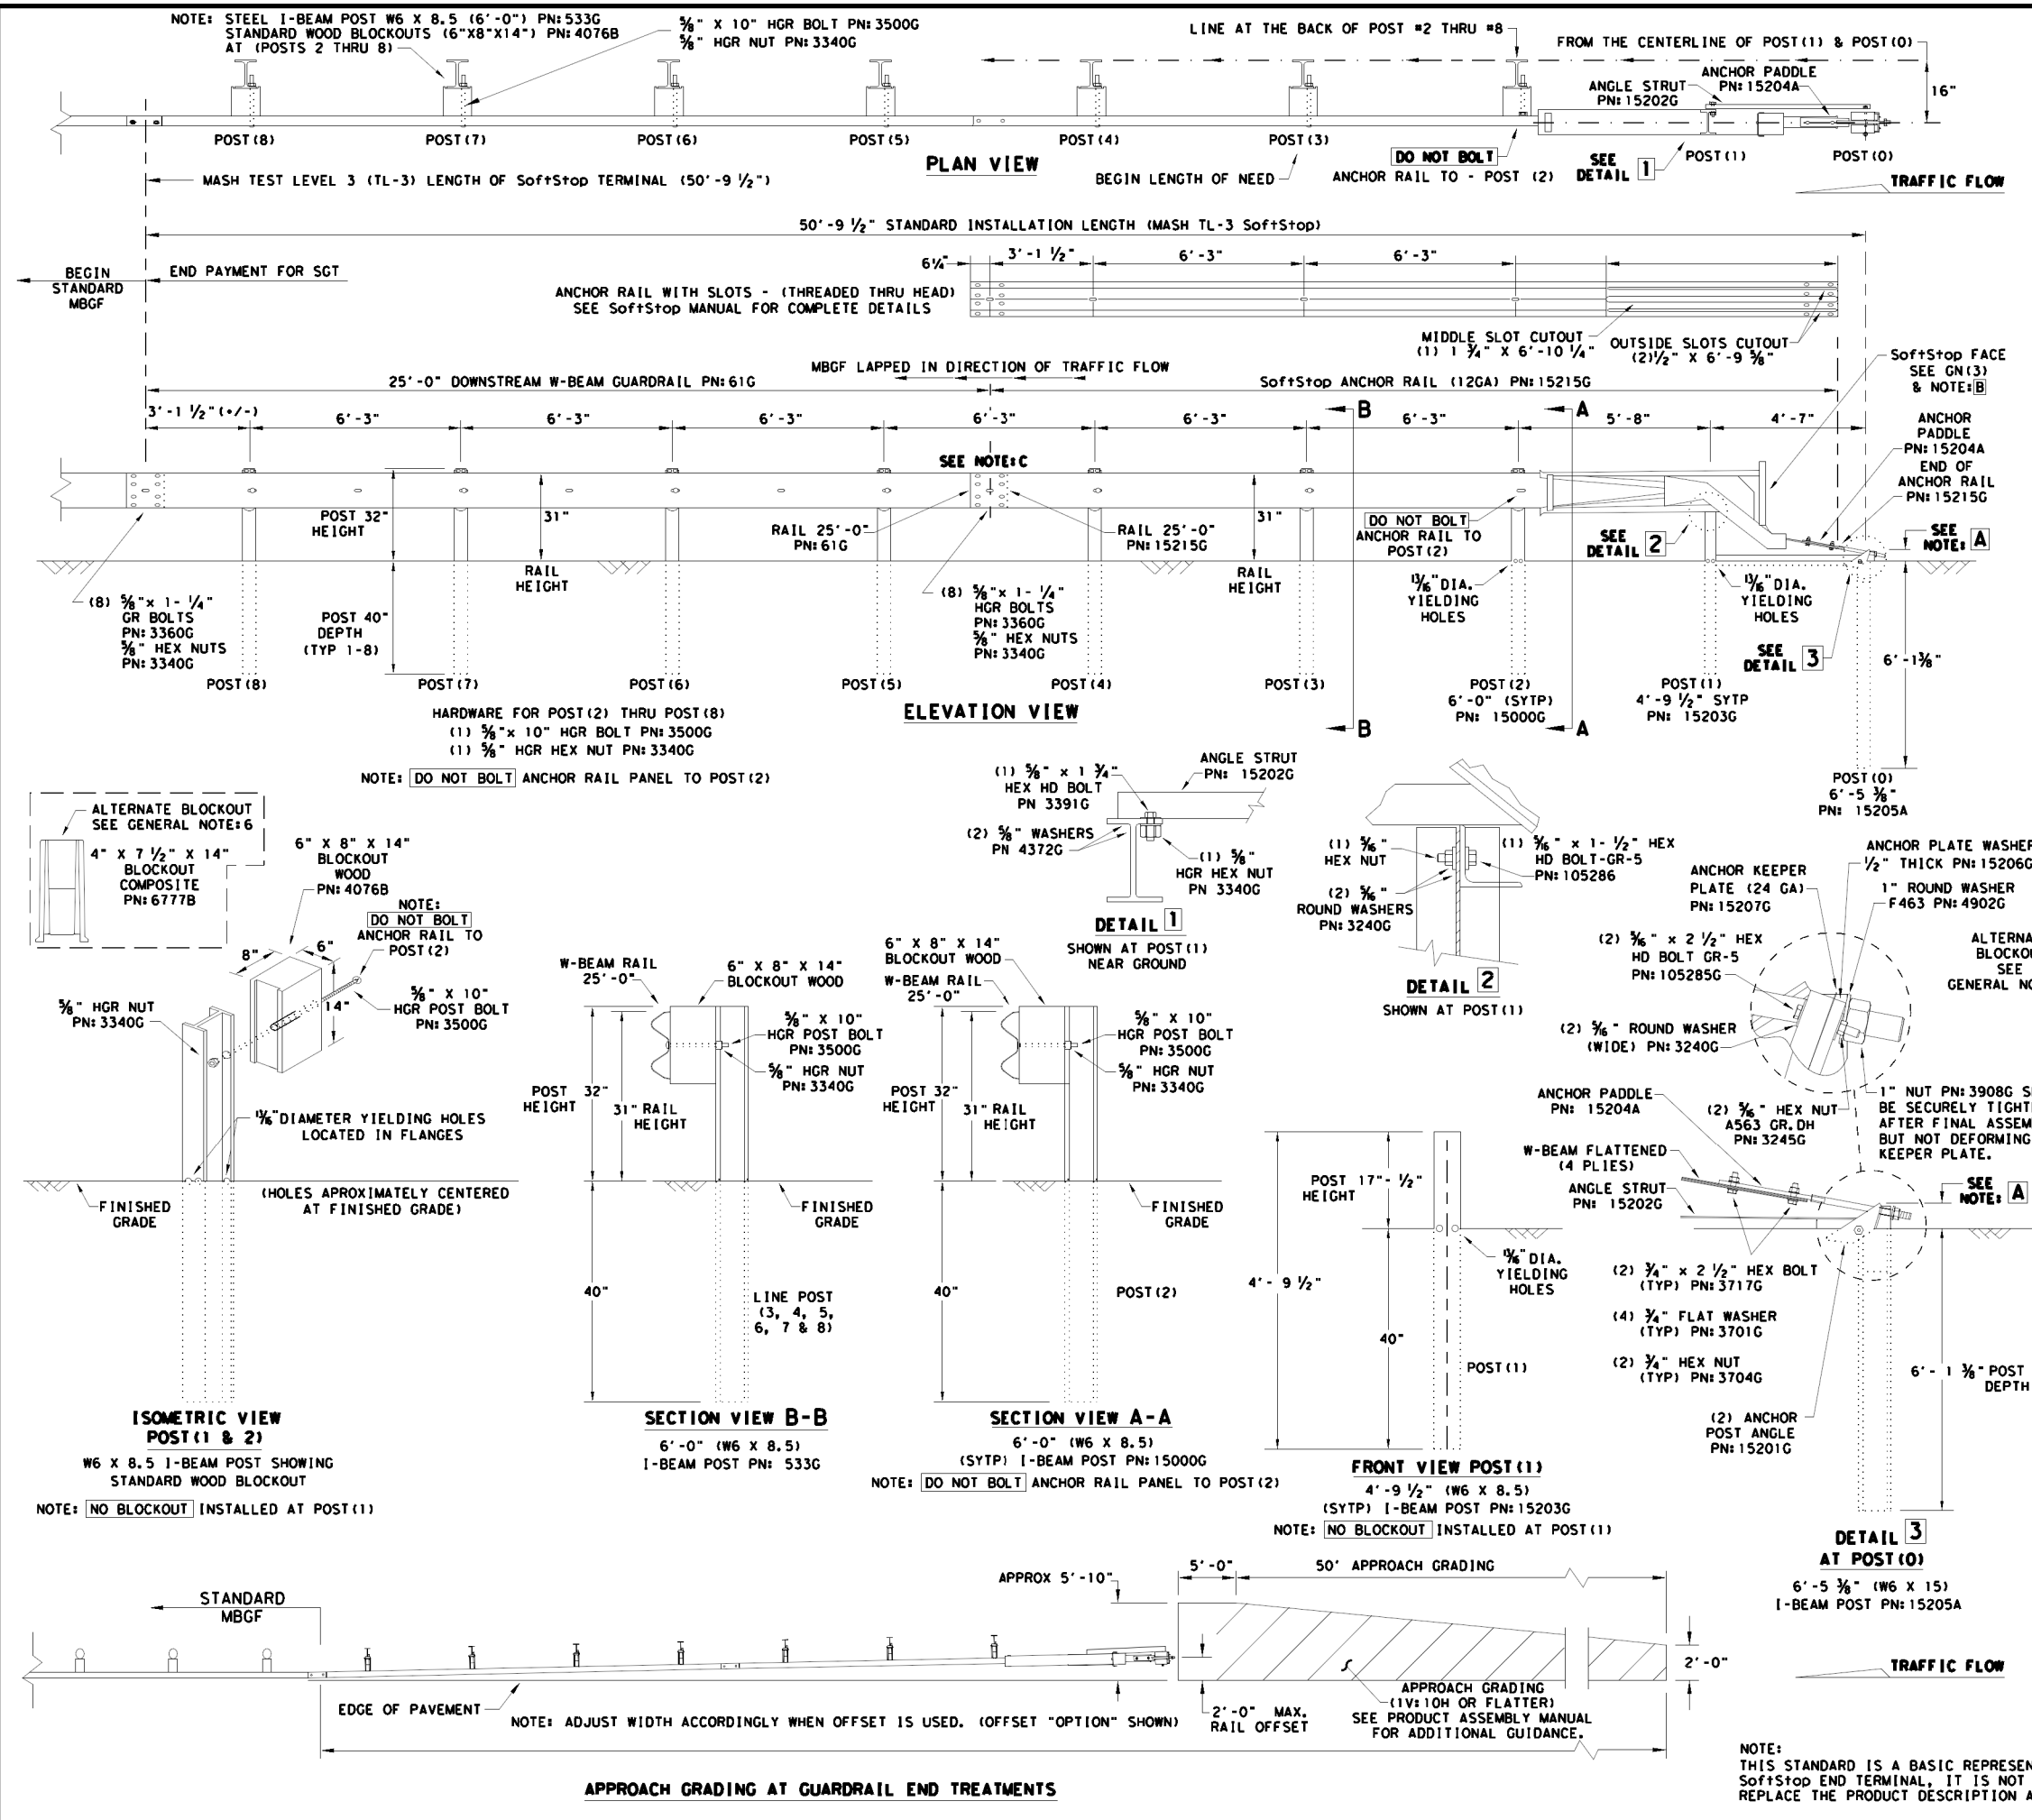 NOTE: STEEL I-BEAM POST W6 X 8.5 (6'-0") PN:533G
STANDARD WOOD BLOCKOUTS (6"X8"X14") PN:4076B
AT (POSTS 2 THRU 8)
⅝" X 10" HGR BOLT PN:3500G
⅝" HGR NUT PN:3340G
LINE AT THE BACK OF POST #2 THRU #8
FROM THE CENTERLINE OF POST(1) & POST(0)
ANGLE STRUT
PN:15202G
ANCHOR PADDLE
PN:15204A
16"
POST(8)
POST(7)
POST(6)
POST(5)
POST(4)
POST(3)
PLAN VIEW
DO NOT BOLT
ANCHOR RAIL TO - POST (2)
SEE
DETAIL 1
POST(1)
POST(0)
MASH TEST LEVEL 3 (TL-3) LENGTH OF SoftStop TERMINAL (50'-9 ½")
BEGIN LENGTH OF NEED
TRAFFIC FLOW
50'-9 ½" STANDARD INSTALLATION LENGTH (MASH TL-3 SoftStop)
BEGIN
STANDARD
MBGF
END PAYMENT FOR SGT
6¼"
3'-1 ½"
6'-3"
6'-3"
ANCHOR RAIL WITH SLOTS - (THREADED THRU HEAD)
SEE SoftStop MANUAL FOR COMPLETE DETAILS
MIDDLE SLOT CUTOUT
(1) 1 ¾" X 6'-10 ¼"
OUTSIDE SLOTS CUTOUT
(2)½" X 6'-9 ⅝"
MBGF LAPPED IN DIRECTION OF TRAFFIC FLOW
25'-0" DOWNSTREAM W-BEAM GUARDRAIL PN:61G
SoftStop ANCHOR RAIL (12GA) PN:15215G
SoftStop FACE
SEE GN(3)
& NOTE:B
3'-1 ½"(+/-)
6'-3"
6'-3"
6'-3"
6'-3"
6'-3"
6'-3"
5'-8"
4'-7"
B
A
ANCHOR
PADDLE
PN:15204A
END OF
ANCHOR RAIL
PN:15215G
SEE NOTE:C
POST 32"
HEIGHT
31"
RAIL
HEIGHT
RAIL 25'-0"
PN:61G
RAIL 25'-0"
PN:15215G
31"
RAIL
HEIGHT
DO NOT BOLT
ANCHOR RAIL TO
POST(2)
SEE
DETAIL 2
SEE
NOTE: A
(8) ⅝"x 1- ¼"
GR BOLTS
PN:3360G
⅝" HEX NUTS
PN:3340G
POST 40"
DEPTH
(TYP 1-8)
(8) ⅝"x 1- ¼"
HGR BOLTS
PN:3360G
⅝" HEX NUTS
PN:3340G
13/16"DIA.
YIELDING
HOLES
13/16"DIA.
YIELDING
HOLES
SEE
DETAIL 3
6'-1⅜"
POST(8)
POST(7)
POST(6)
POST(5)
POST(4)
POST(3)
POST(2)
6'-0" (SYTP)
PN: 15000G
POST(1)
4'-9 ½" SYTP
PN: 15203G
HARDWARE FOR POST(2) THRU POST(8)
(1) ⅝"x 10" HGR BOLT PN:3500G
(1) ⅝" HGR HEX NUT PN:3340G
ELEVATION VIEW
B
A
NOTE: DO NOT BOLT ANCHOR RAIL PANEL TO POST(2)
POST(0)
6'-5 ⅜"
PN: 15205A
ALTERNATE BLOCKOUT
SEE GENERAL NOTE:6
4" X 7 ½" X 14"
BLOCKOUT
COMPOSITE
PN:6777B
6" X 8" X 14"
BLOCKOUT
WOOD
PN:4076B
NOTE:
DO NOT BOLT
ANCHOR RAIL TO
POST(2)
8"
6"
14"
⅝" X 10"
HGR POST BOLT
PN:3500G
⅝" HGR NUT
PN:3340G
13/16"DIAMETER YIELDING HOLES
LOCATED IN FLANGES
FINISHED
GRADE
(HOLES APROXIMATELY CENTERED
AT FINISHED GRADE)
ISOMETRIC VIEW
POST(1 & 2)
W6 X 8.5 I-BEAM POST SHOWING
STANDARD WOOD BLOCKOUT
NOTE: NO BLOCKOUT INSTALLED AT POST(1)
(1) ⅝" x 1 ¾"
HEX HD BOLT
PN 3391G
ANGLE STRUT
PN: 15202G
(2) ⅝" WASHERS
PN 4372G
(1) ⅝"
HGR HEX NUT
PN 3340G
DETAIL 1
SHOWN AT POST(1)
NEAR GROUND
(1) 5/16"
HEX NUT
(1) 5/16" x 1-½" HEX
HD BOLT-GR-5
PN:105286
(2) 5/16"
ROUND WASHERS
PN:3240G
DETAIL 2
SHOWN AT POST(1)
ANCHOR PLATE WASHER
½" THICK PN:15206G
ANCHOR KEEPER
PLATE (24 GA)
PN:15207G
1" ROUND WASHER
F463 PN:4902G
(2) 5/16" x 2 ½" HEX
HD BOLT GR-5
PN:105285G
SEE
(2) 5/16" ROUND WASHER
(WIDE) PN:3240G
(2) 5/16" HEX NUT
A563 GR.DH
PN:3245G
1" NUT PN:3908G
BE SECURELY
AFTER FINAL
BUT NOT DEFORMING
KEEPER PLATE.
W-BEAM RAIL
25'-0"
6" X 8" X 14"
BLOCKOUT WOOD
⅝" X 10"
HGR POST BOLT
PN:3500G
⅝" HGR NUT
PN:3340G
POST 32"
HEIGHT
31"RAIL
HEIGHT
FINISHED
GRADE
40"
LINE POST
(3, 4, 5,
6, 7 & 8)
SECTION VIEW B-B
6'-0" (W6 X 8.5)
I-BEAM POST PN: 533G
6" X 8" X 14"
BLOCKOUT WOOD
W-BEAM RAIL
25'-0"
⅝" X 10"
HGR POST BOLT
PN:3500G
⅝" HGR NUT
PN:3340G
POST 32"
HEIGHT
31"RAIL
HEIGHT
FINISHED
GRADE
40"
POST(2)
SECTION VIEW A-A
6'-0" (W6 X 8.5)
(SYTP) I-BEAM POST PN:15000G
NOTE: DO NOT BOLT ANCHOR RAIL PANEL TO POST(2)
POST 17"-½"
HEIGHT
13/16"DIA.
YIELDING
HOLES
4'- 9 ½"
40"
POST(1)
FRONT VIEW POST(1)
4'-9 ½" (W6 X 8.5)
(SYTP) I-BEAM POST PN:15203G
NOTE: NO BLOCKOUT INSTALLED AT POST(1)
ANCHOR PADDLE
PN: 15204A
W-BEAM FLATTENED
(4 PLIES)
ANGLE STRUT
PN: 15202G
SEE
NOTE: A
(2) ¾" x 2 ½" HEX BOLT
(TYP) PN:3717G
(4) ¾" FLAT WASHER
(TYP) PN:3701G
(2) ¾" HEX NUT
(TYP) PN:3704G
(2) ANCHOR
POST ANGLE
PN:15201G
6'- 1 ⅜" POST
DEPTH
DETAIL 3
AT POST(0)
6'-5 ⅜" (W6 X 15)
I-BEAM POST PN:15205A
STANDARD
MBGF
APPROX 5'-10"
5'-0"
50' APPROACH GRADING
2'-0"
TRAFFIC FLOW
EDGE OF PAVEMENT
NOTE: ADJUST WIDTH ACCORDINGLY WHEN OFFSET IS USED. (OFFSET "OPTION" SHOWN)
2'-0" MAX.
RAIL OFFSET
APPROACH GRADING
(1V:10H OR FLATTER)
SEE PRODUCT ASSEMBLY MANUAL
FOR ADDITIONAL GUIDANCE.
APPROACH GRADING AT GUARDRAIL END TREATMENTS
NOTE:
THIS STANDARD IS A BASIC
SoftStop END TERMINAL, IT IS NOT
REPLACE THE PRODUCT DESCRIPTION